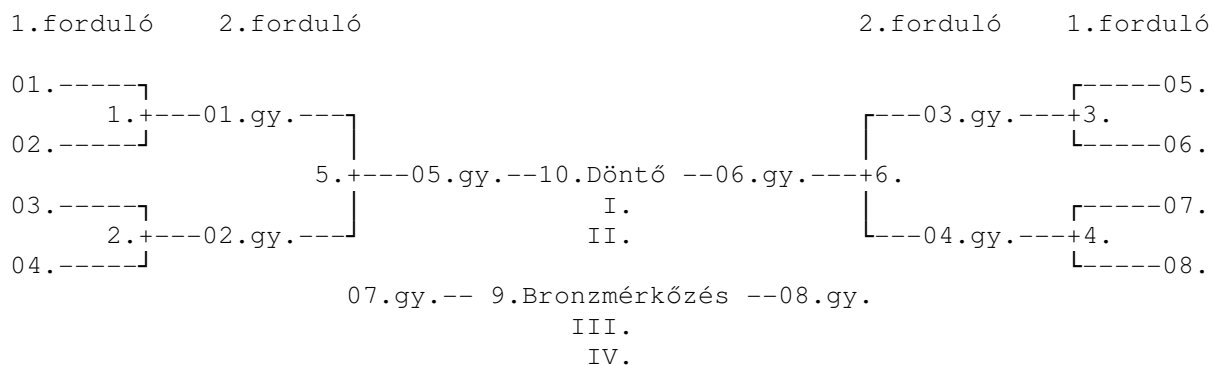 1.forduló 2.forduló 2.forduló 1.forduló
01.-----┐ ┌-----05.
1.+---01.gy.---┐ ┌---03.gy.---+3.
02.-----┘ └-----06.
5.+---05.gy.--10.Döntő --06.gy.---+6.
03.-----┐ I. ┌-----07.
2.+---02.gy.---┘ II. └---04.gy.---+4.
04.-----┘ └-----08.
07.gy.-- 9.Bronzmérkőzés --08.gy.
III.
IV.